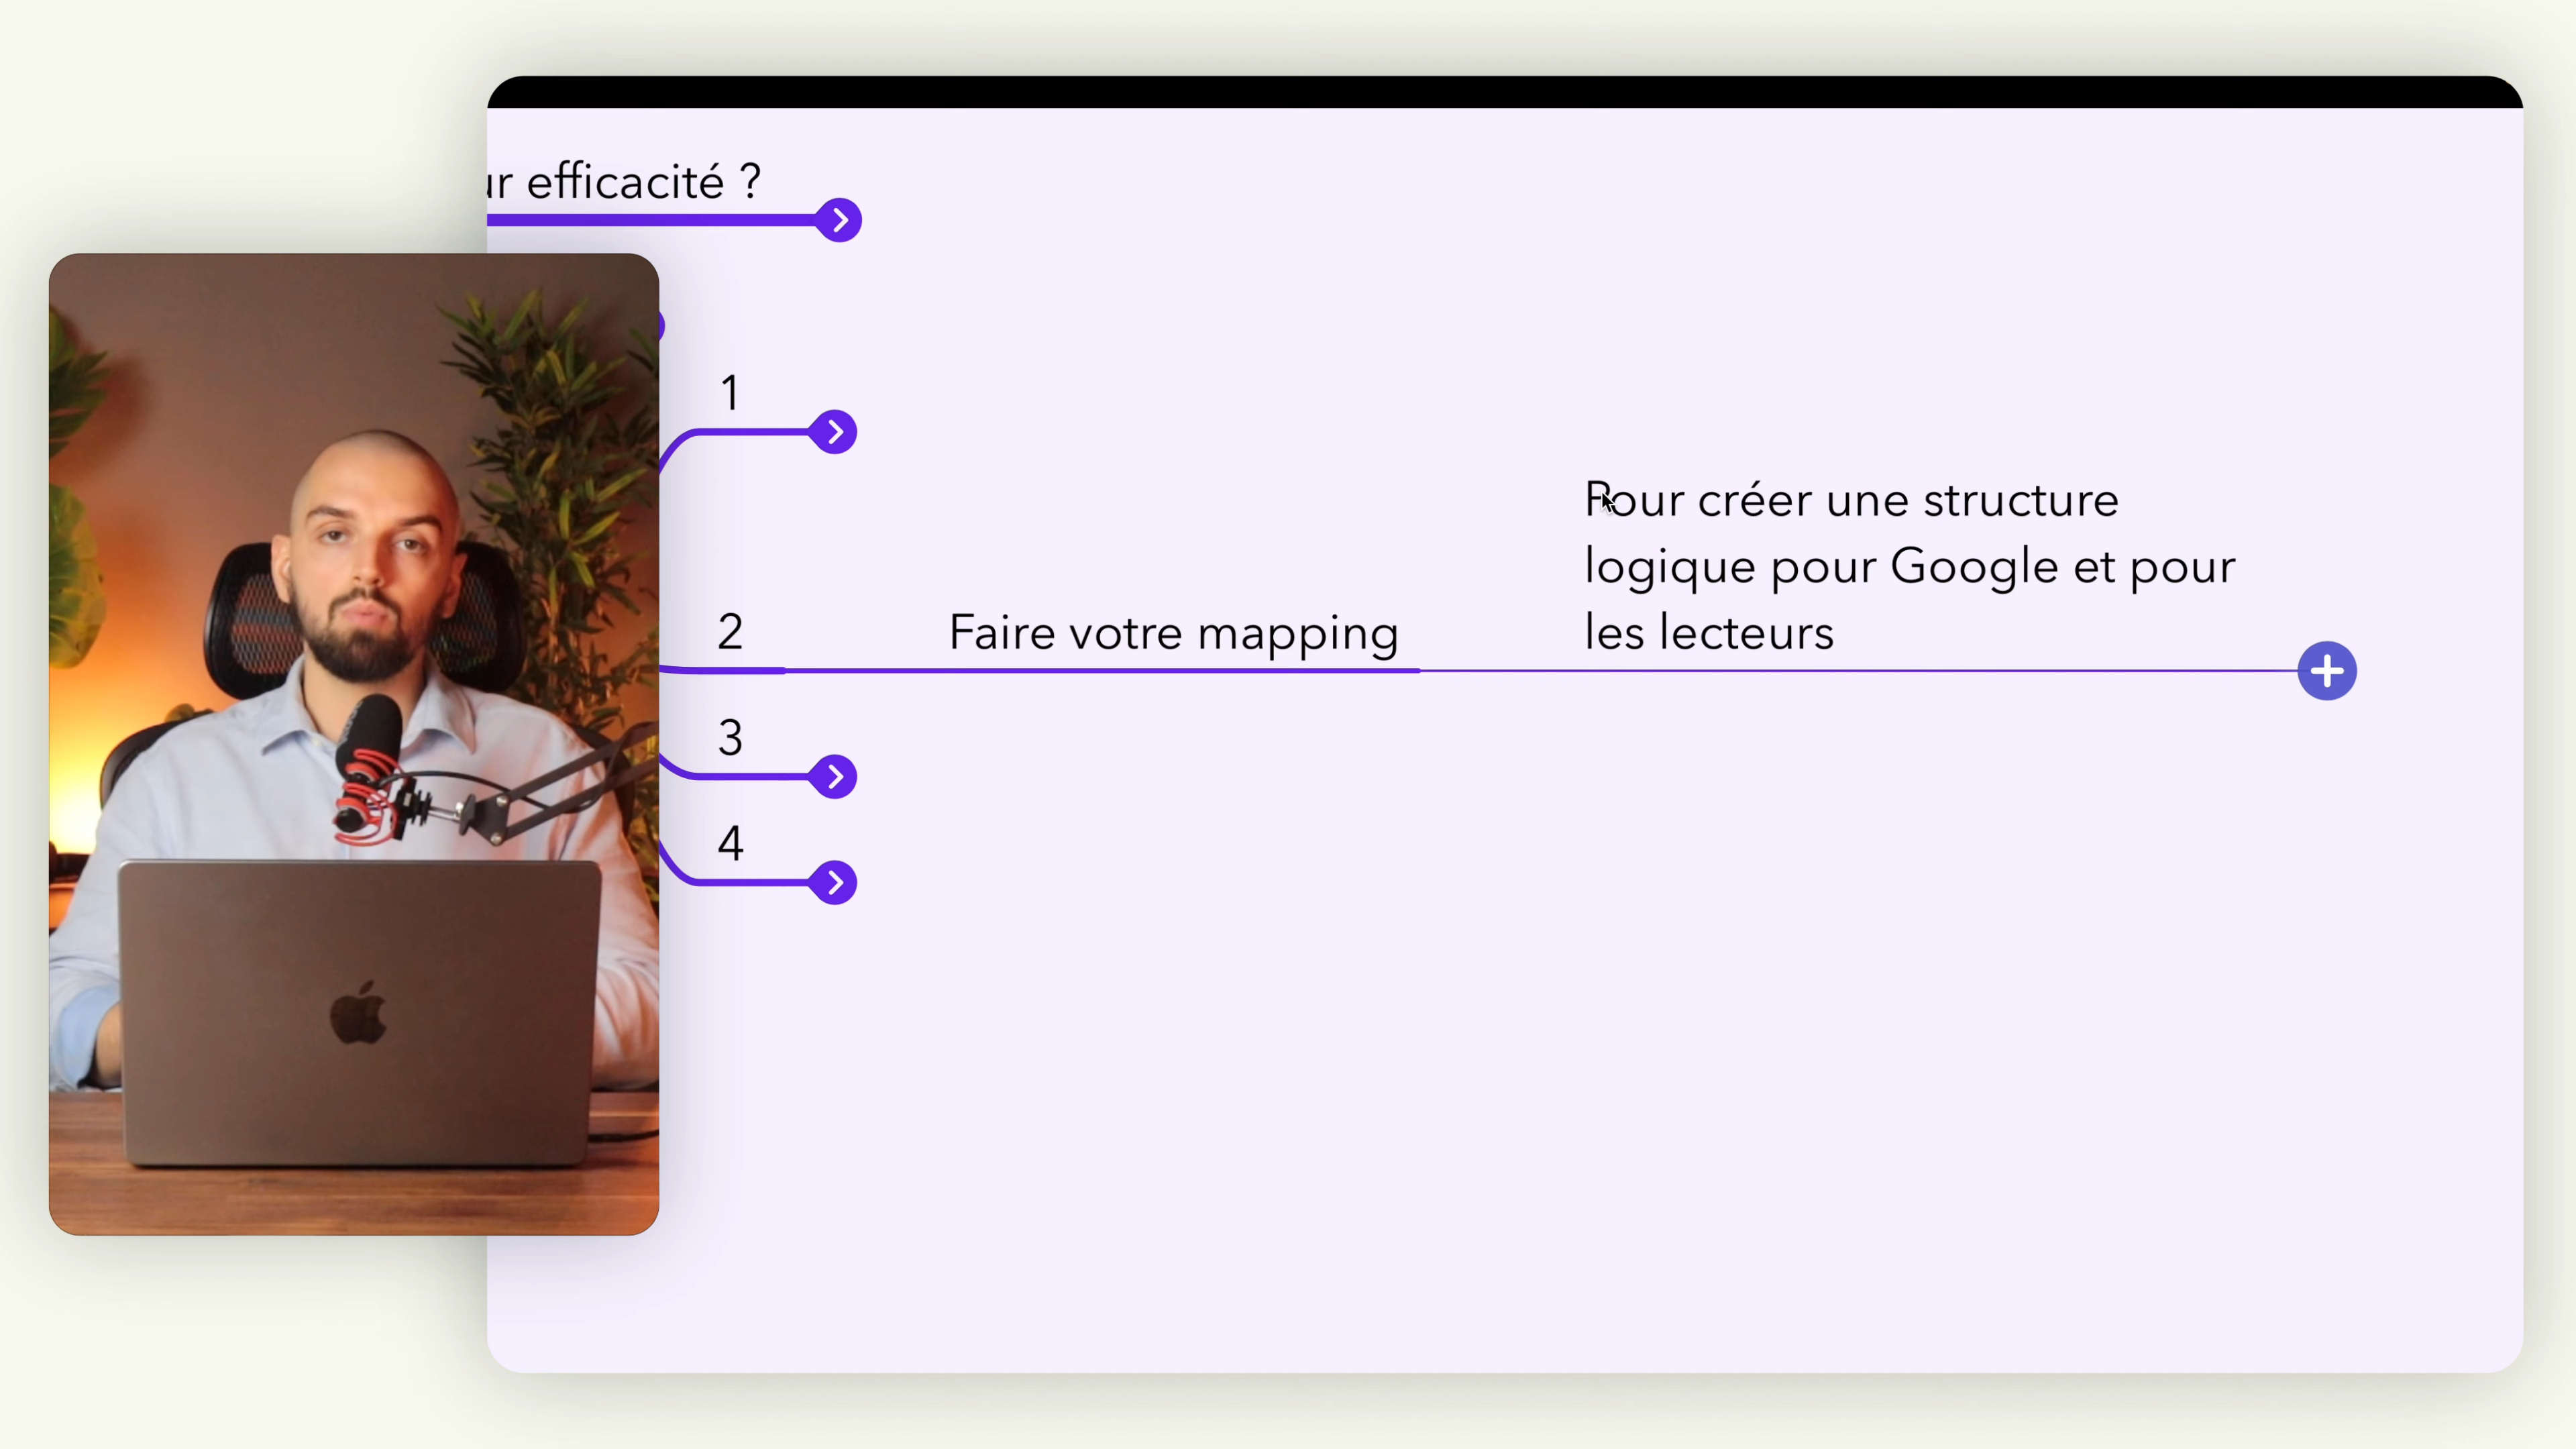 efficacité ?
1
Pour créer une structure
logique pour Google et pour
les lecteurs
2
Faire votre mapping
3
4